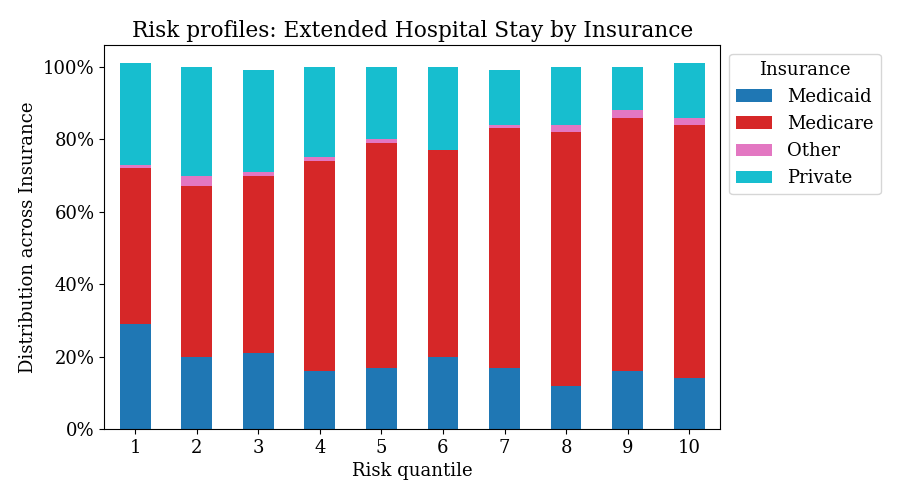 Risk profiles: Extended Hospital Stay by Insurance
Distribution across Insurance
100%
80%
60%
40%
20%
0%
1 2 3 4 5 6 7 8 9 10
Risk quantile
Insurance
Medicaid
Medicare
Other
Private